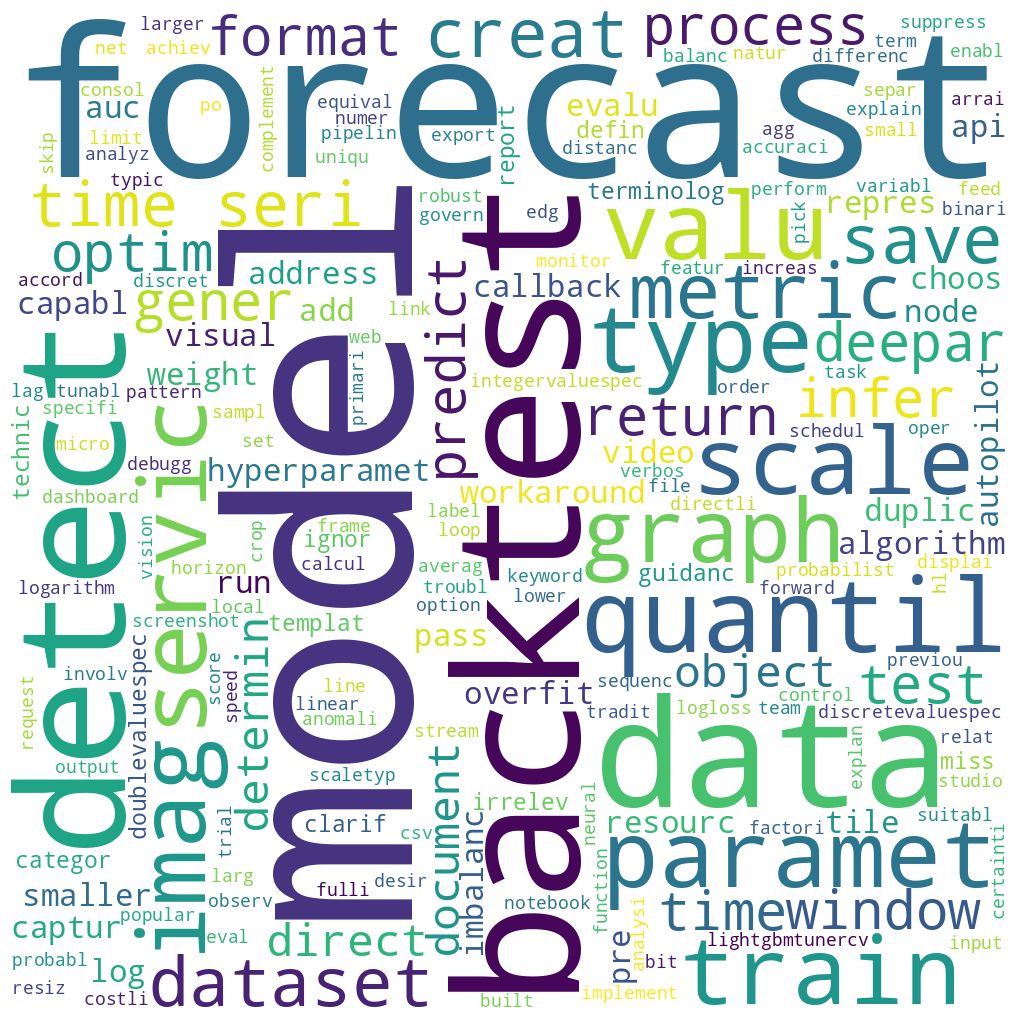 larger
format
creat
process
suppress
net
achiev
balanc
natur
term
differenc
enabl
forecast
consol
auc
po
complement
equival
numer
pipelin
export
report
evalu
defin
distanc
agg
accuraci
separ
explain
small
arrai
api
skip
limit
analyz
uniqu
typic
time seri
model
robust
govern
edg
backtest
terminolog
perform
variabl
feed
valu
pick
repres
binari
optim
address
predict
monitor
featur
increas
save
accord
discret
capabl
gener
add
link
callback
metric
choos
node
detect
visual
web
primari
type
deepar
lag
tunabl
pattern
weight
integervaluespec
order
task
specifi
servic
sampl
return
infer
autopilot
technic
micro
set
schedul
oper
debugg
hyperparamet
video
scale
verbos
dashboard
workaround
file
directli
vision
crop
frame
ignor
label
loop
graph
duplic
horizon
calcul
averag
algorithm
logarithm
run
troubl
keyword
guidanc
probabilist
displai
local
option
lower
forward
hl
screenshot
templat
pass
quantil
doublevaluespec
determin
involv
score
speed
line
linear
overfit
object
previou
request
anomali
sequenc
test
tradit
logloss
team
control
discretevaluespec
imag
stream
data
relat
output
scaletyp
document
explan
miss
studio
irrelev
neural
trial
clarif
csv
imbalanc
resourc
factori
tile
suitabl
categor
larg
paramet
certainti
smaller
fulli
desir
observ
notebook
function
time
window
captur
popular
eval
direct
pre
analysi
lightgbmtunercv
input
probabl
log
dataset
bit
train
resiz
costli
built
implement